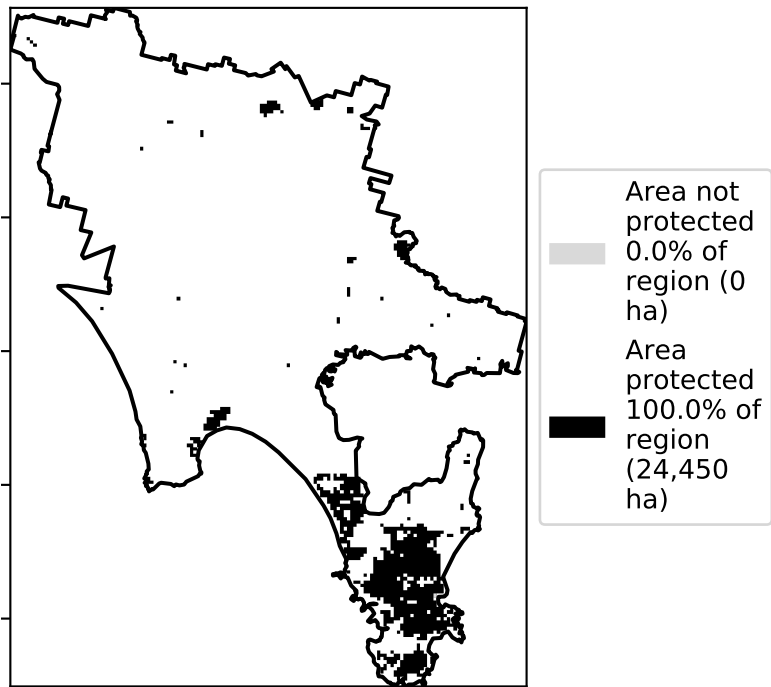 Area not
protected
0.0% of
region (0
ha)
Area
protected
100.0% of
region
(24,450
ha)